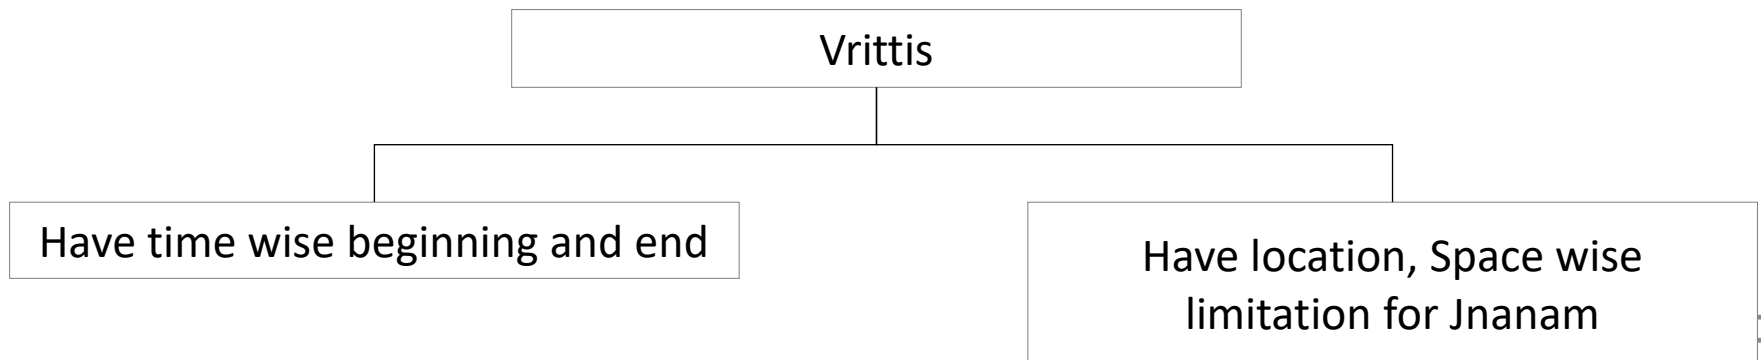 Vrittis
Have time wise beginning and end
Have location, Space wise
limitation for Jnanam